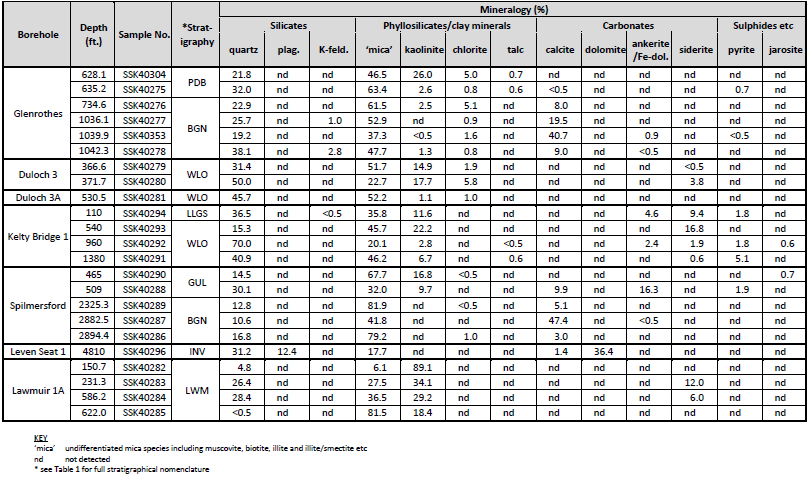 Mineralogy (%)
Borehole Depth (ft.) Sample No. *Strat-igraphy Silicates Phyllosilicates/clay minerals Carbonates Sulphides etc
quartz plag. K-feld. ‘mica’ kaolinite chlorite talc calcite dolomite ankerite /Fe-dol. siderite pyrite jarosite
Glenrothes 628.1 SSK40304 PDB 21.8 nd nd 46.5 26.0 5.0 0.7 nd nd nd nd nd nd
635.2 SSK40275 32.0 nd nd 63.4 2.6 0.8 0.6 <0.5 nd nd nd 0.7 nd
734.6 SSK40276 BGN 22.9 nd nd 61.5 2.5 5.1 nd 8.0 nd nd nd nd nd
1036.1 SSK40277 25.7 nd 1.0 52.9 nd 0.9 nd 19.5 nd nd nd nd nd
1039.9 SSK40353 19.2 nd nd 37.3 <0.5 1.6 nd 40.7 nd 0.9 nd <0.5 nd
1042.3 SSK40278 38.1 nd 2.8 47.7 1.3 0.8 nd 9.0 nd <0.5 nd nd nd
Duloch 3 366.6 SSK40279 WLO 31.4 nd nd 51.7 14.9 1.9 nd nd nd nd <0.5 nd nd
371.7 SSK40280 50.0 nd nd 22.7 17.7 5.8 nd nd nd nd 3.8 nd nd
Duloch 3A 530.5 SSK40281 WLO 45.7 nd nd 52.2 1.1 1.0 nd nd nd nd nd nd nd
Kelty Bridge 1 110 SSK40294 LLGS 36.5 nd <0.5 35.8 11.6 nd nd nd nd 4.6 9.4 1.8 nd
540 SSK40293 WLO 15.3 nd nd 45.7 22.2 nd nd nd nd nd 16.8 nd nd
960 SSK40292 70.0 nd nd 20.1 2.8 nd <0.5 nd nd 2.4 1.9 1.8 0.6
1380 SSK40291 40.9 nd nd 46.2 6.7 nd 0.6 nd nd nd 0.6 5.1 nd
Spilmersford 465 SSK40290 GUL 14.5 nd nd 67.7 16.8 <0.5 nd nd nd nd nd nd 0.7
509 SSK40288 30.1 nd nd 32.0 9.7 nd nd 9.9 nd 16.3 nd 1.9 nd
2325.3 SSK40289 BGN 12.8 nd nd 81.9 nd <0.5 nd 5.1 nd nd nd nd nd
2882.5 SSK40287 10.6 nd nd 41.8 nd nd nd 47.4 nd <0.5 nd nd nd
2894.4 SSK40286 16.8 nd nd 79.2 nd 1.0 nd 3.0 nd nd nd nd nd
Leven Seat 1 4810 SSK40296 INV 31.2 12.4 nd 17.7 nd nd nd 1.4 36.4 nd nd nd nd
Lawmuir 1A 150.7 SSK40282 LWM 4.8 nd nd 6.1 89.1 nd nd nd nd nd nd nd nd
231.3 SSK40283 26.4 nd nd 27.5 34.1 nd nd nd nd nd 12.0 nd nd
586.2 SSK40284 28.4 nd nd 36.5 29.2 nd nd nd nd nd 6.0 nd nd
622.0 SSK40285 <0.5 nd nd 81.5 18.4 nd nd nd nd nd nd nd nd
KEY
‘mica’ undifferentiated mica species including muscovite, biotite, illite and illite/smectite etc
nd not detected
* see Table 1 for full stratigraphical nomenclature